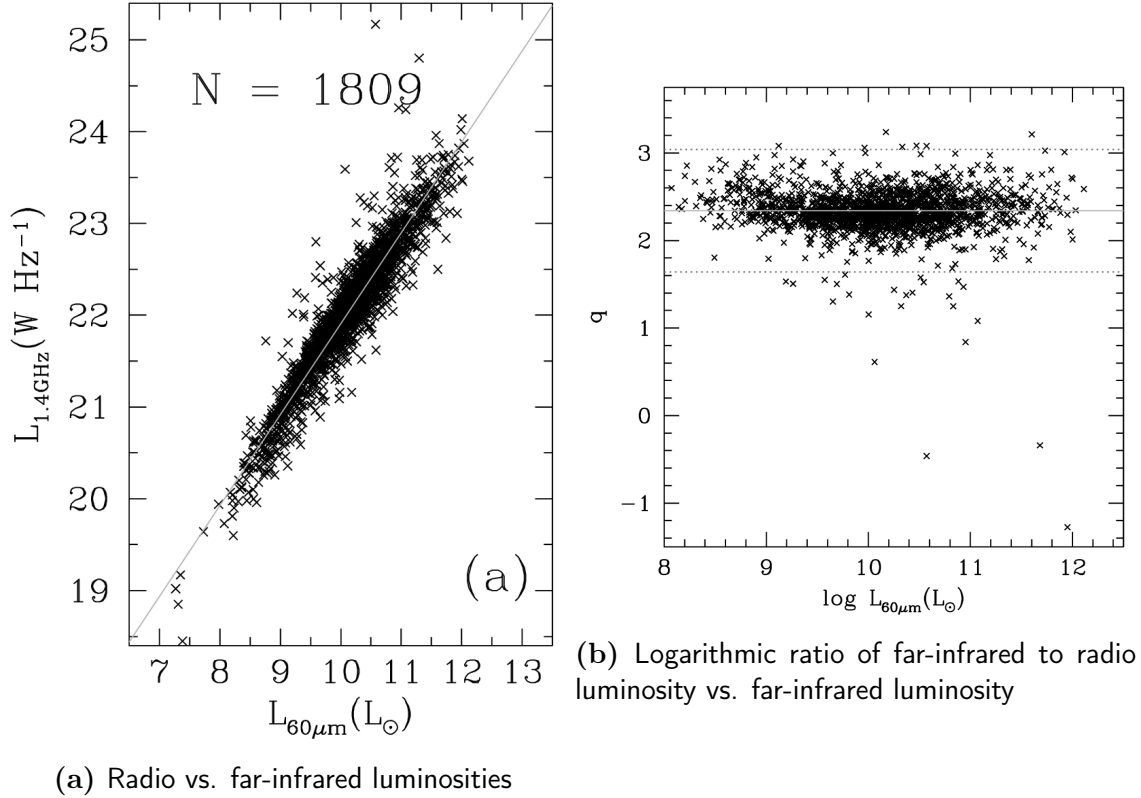 25
24
23
22
21
20
19
L1.4GHz(W Hz−1)
N = 1809
(a)
7 8 9 10 11 12 13
L60μm(L⊙)
(a) Radio vs. far-infrared luminosities
3
2
1
0
−1
q
8 9 10 11 12
log L60μm(L⊙)
(b) Logarithmic ratio of far-infrared to radio
luminosity vs. far-infrared luminosity